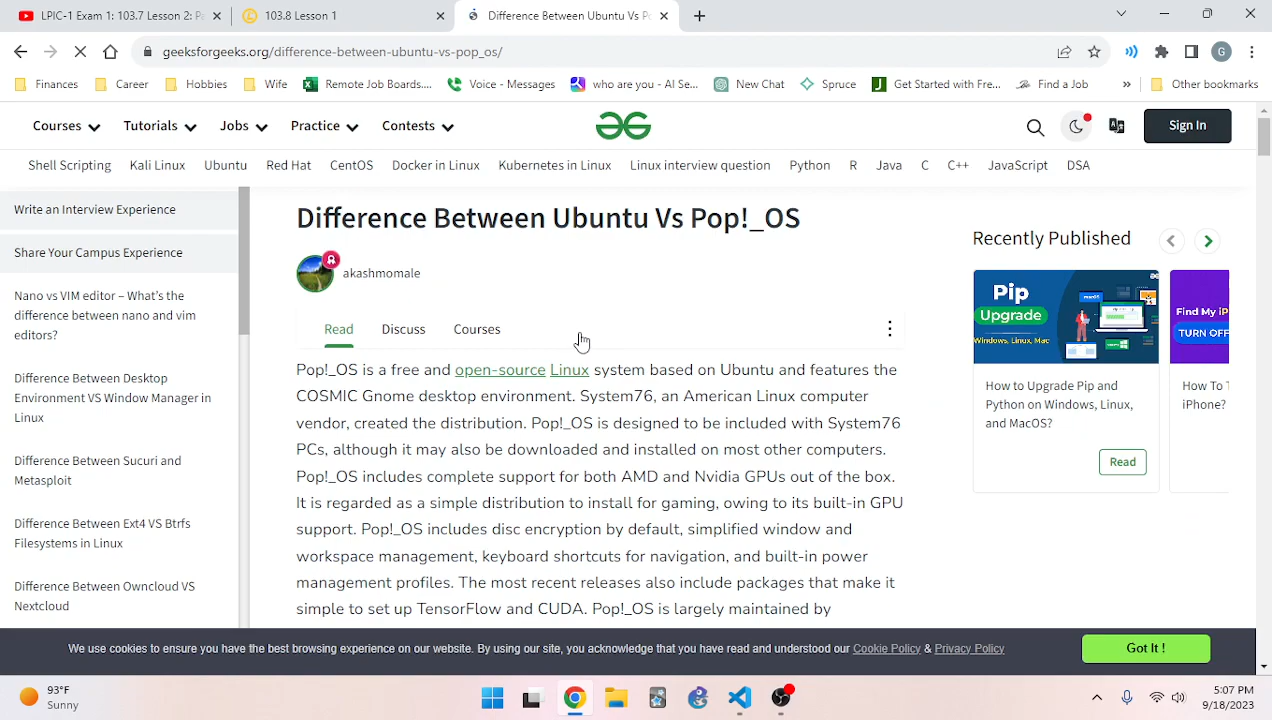 LPIC-1 Exam 1: 103.7 Lesson 2: Pa
103.8 Lesson 1
Difference Between Ubuntu Vs Po
geeksforgeeks.org/difference-between-ubuntu-vs-pop_os/
G
Finances
Career
Hobbies
Wife
Remote Job Boards....
Voice - Messages
who are you - AI Se...
New Chat
Spruce
Get Started with Fre...
Find a Job
»
Other bookmarks
Courses
Tutorials
Jobs
Practice
Contests
Sign In
Shell Scripting
Kali Linux
Ubuntu
Red Hat
CentOS
Docker in Linux
Kubernetes in Linux
Linux interview question
Python
R
Java
C
C++
JavaScript
DSA
Write an Interview Experience
Share Your Campus Experience
Nano vs VIM editor – What's the
difference between nano and vim
editors?
Difference Between Desktop
Environment VS Window Manager in
Linux
Difference Between Sucuri and
Metasploit
Difference Between Ext4 VS Btrfs
Filesystems in Linux
Difference Between Owncloud VS
Nextcloud
Difference Between Ubuntu Vs Pop!_OS
akashmomale
Read
Discuss
Courses
Pop!_OS is a free and open-source Linux system based on Ubuntu and features the
COSMIC Gnome desktop environment. System76, an American Linux computer
vendor, created the distribution. Pop!_OS is designed to be included with System76
PCs, although it may also be downloaded and installed on most other computers.
Pop!_OS includes complete support for both AMD and Nvidia GPUs out of the box.
It is regarded as a simple distribution to install for gaming, owing to its built-in GPU
support. Pop!_OS includes disc encryption by default, simplified window and
workspace management, keyboard shortcuts for navigation, and built-in power
management profiles. The most recent releases also include packages that make it
simple to set up TensorFlow and CUDA. Pop!_OS is largely maintained by
Recently Published
Pip
Upgrade
Windows, Linux, Mac
How to Upgrade Pip and
Python on Windows, Linux,
and MacOS?
Read
Find My iP
TURN OFF
How To T
iPhone?
We use cookies to ensure you have the best browsing experience on our website. By using our site, you acknowledge that you have read and understood our Cookie Policy & Privacy Policy
Got It !
93°F
Sunny
5:07 PM
9/18/2023